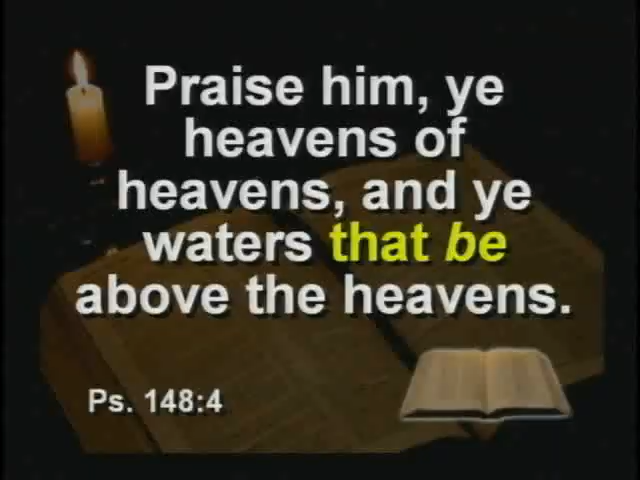 Praise him, ye
heavens of
heavens, and ye
waters that be
above the heavens.
Ps. 148:4